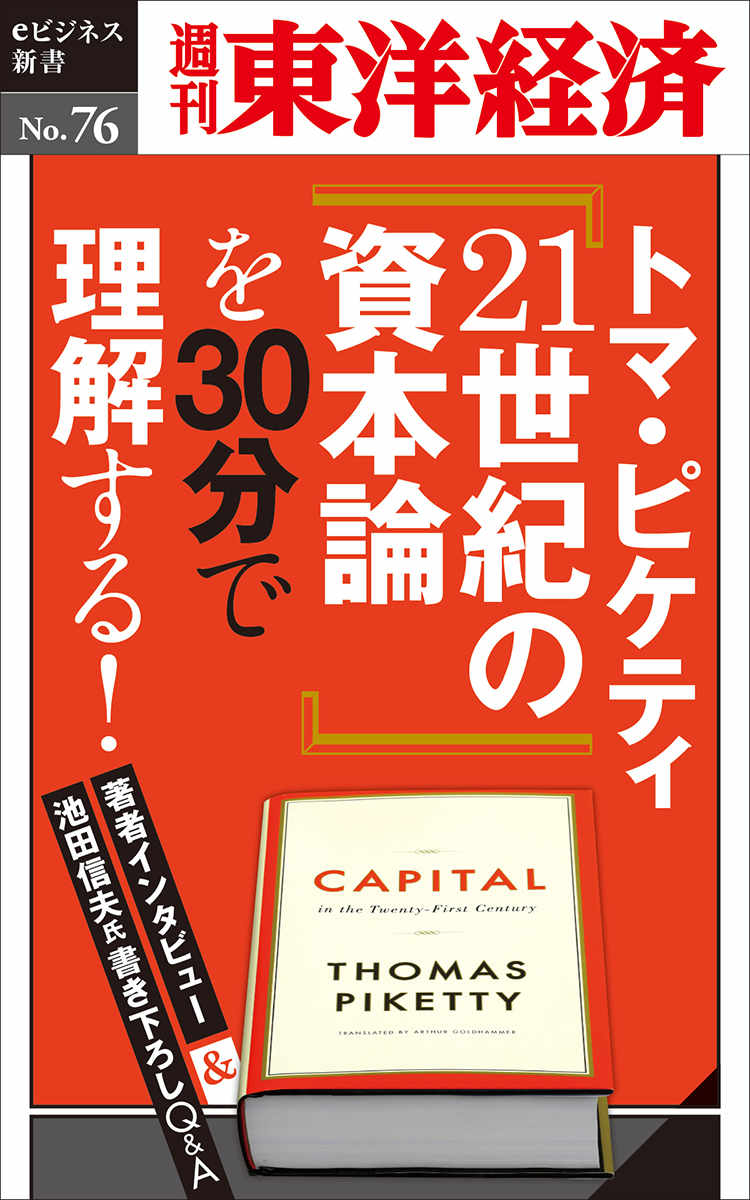 eビジネス
新書
No.76
週刊
東洋経済
トマ・ピケティ
『21世紀の
資本論』
を30分で
理解する！
著者インタビュー
&
池田信夫氏書き下ろしQ&A
CAPITAL
in the Twenty-First Century
THOMAS
PIKETTY
TRANSLATED BY ARTHUR GOLDHAMMER